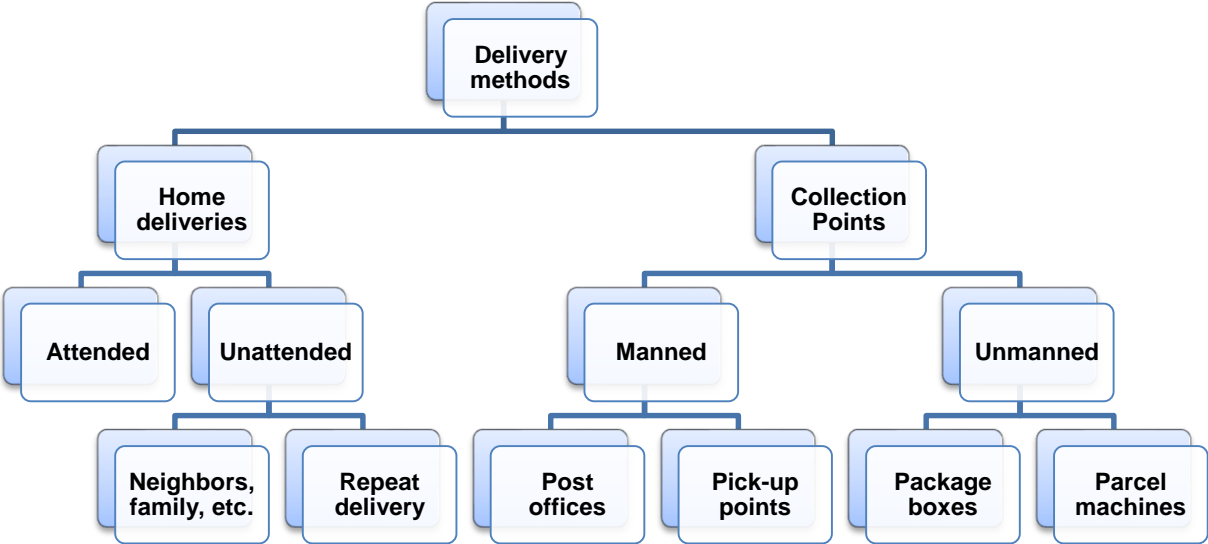 Delivery
methods
Home
deliveries
Collection
Points
Attended
Unattended
Manned
Unmanned
Neighbors,
family, etc.
Repeat
delivery
Post
offices
Pick-up
points
Package
boxes
Parcel
machines